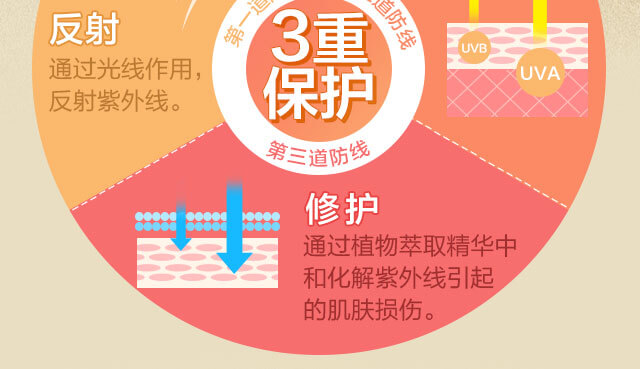 反射
通过光线作用，
反射紫外线。
第一道
道防线
3重
保护
第三道防线
UVB
UVA
修护
通过植物萃取精华中
和化解紫外线引起
的肌肤损伤。